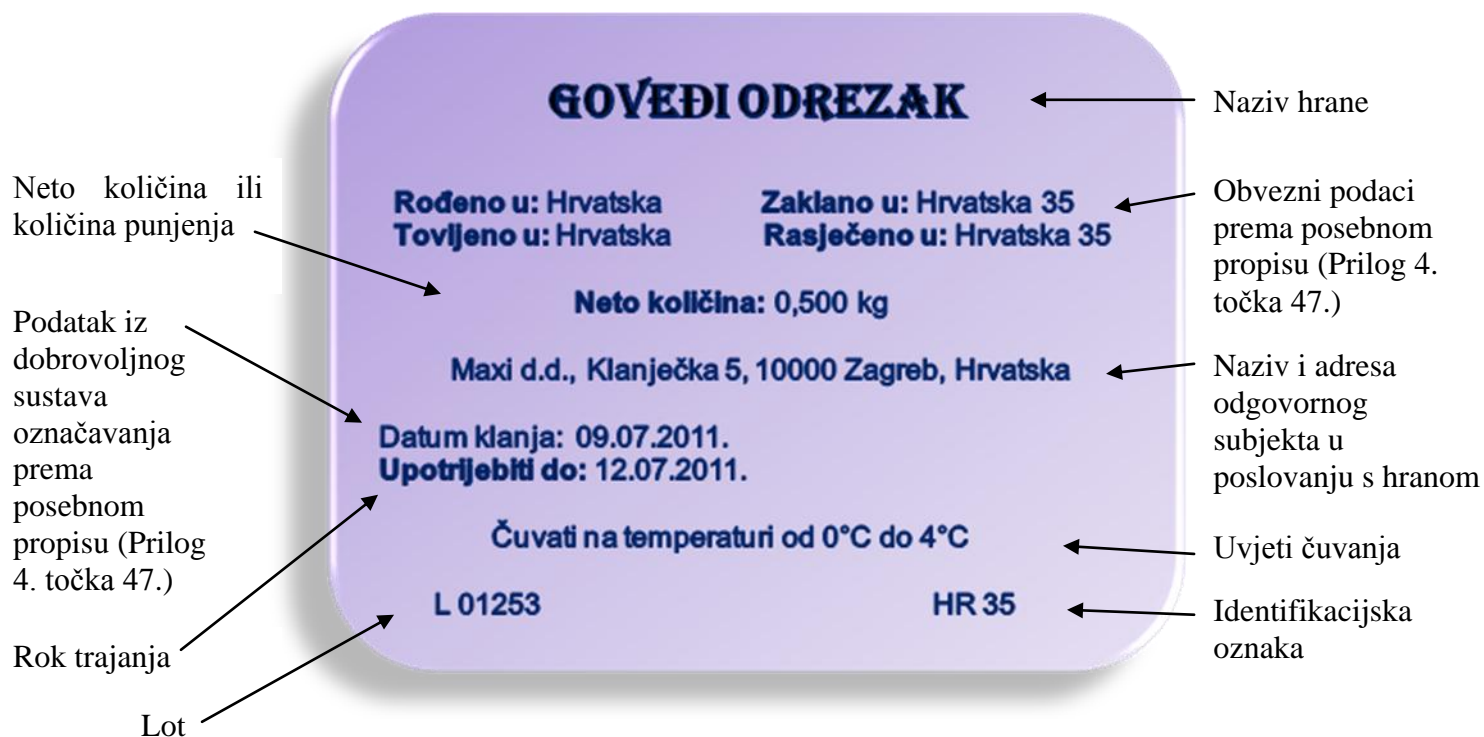 GOVEĐI ODREZAK
Naziv hrane
Neto količina ili
količina punjenja
Rođeno u: Hrvatska Zaklano u: Hrvatska 35
Tovljeno u: Hrvatska Rasječeno u: Hrvatska 35
Obvezni podaci
prema posebnom
propisu (Prilog 4.
točka 47.)
Neto količina: 0,500 kg
Podatak iz
dobrovoljnog
sustava
označavanja
prema
posebnom
propisu (Prilog
4. točka 47.)
Maxi d.d., Klanječka 5, 10000 Zagreb, Hrvatska
Naziv i adresa
odgovornog
subjekta u
poslovanju s hranom
Datum klanja: 09.07.2011.
Upotrijebiti do: 12.07.2011.
Čuvati na temperaturi od 0°C do 4°C
Uvjeti čuvanja
L 01253 HR 35
Identifikacijska
oznaka
Rok trajanja
Lot